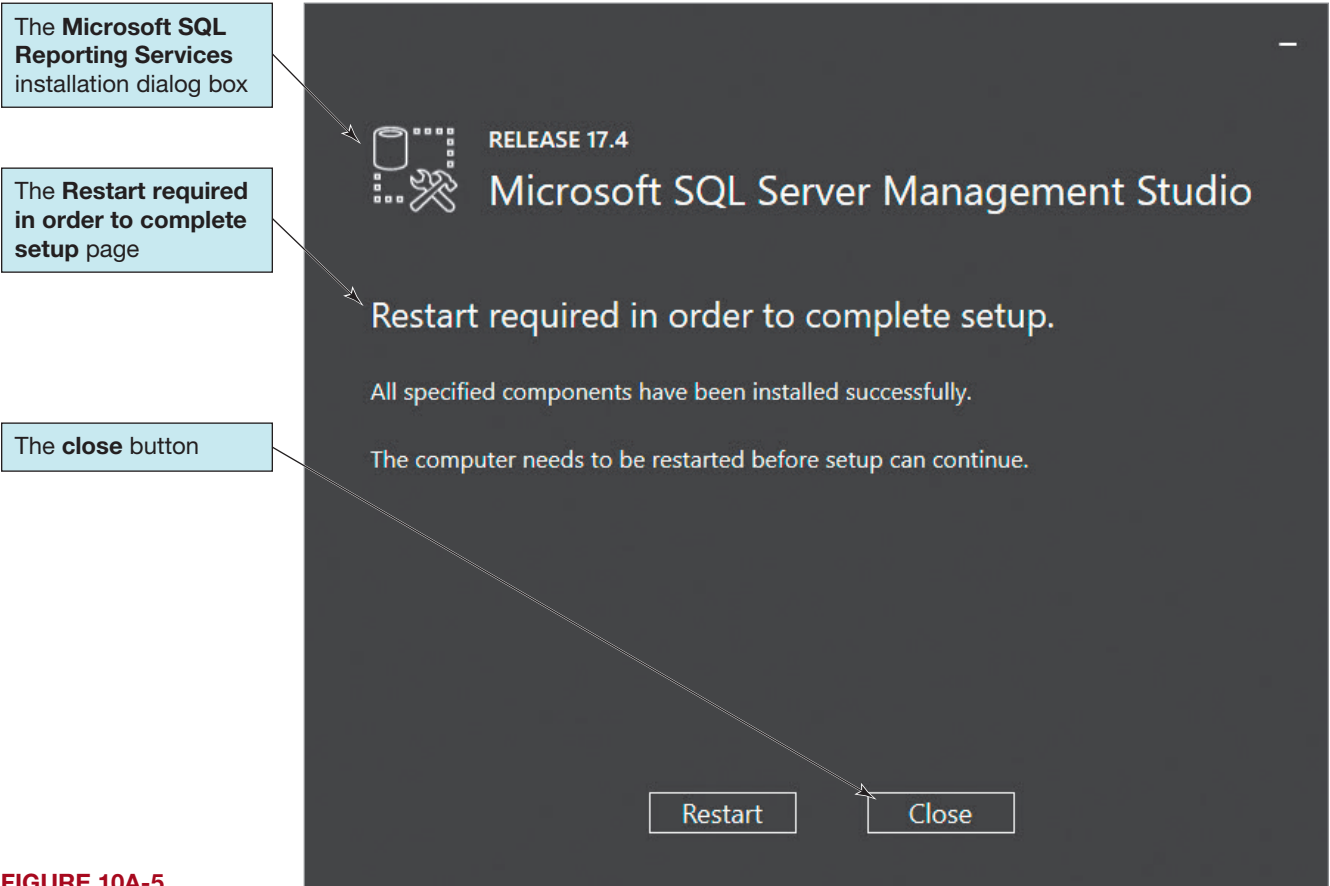 The Microsoft SQL
Reporting Services
installation dialog box
The Restart required
in order to complete
setup page
The close button
RELEASE 17.4
Microsoft SQL Server Management Studio
Restart required in order to complete setup.
All specified components have been installed successfully.
The computer needs to be restarted before setup can continue.
Restart
Close
FIGURE 10A-5